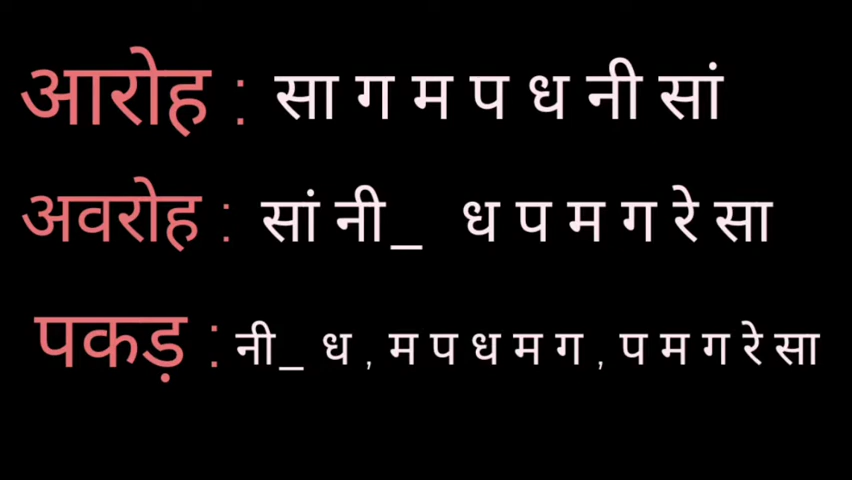 आरोह : सा ग म प ध नी सां
अवरोह : सां नी_ ध प म ग रे सा
पकड़ : नी_ ध , म प ध म ग , प म ग रे सा